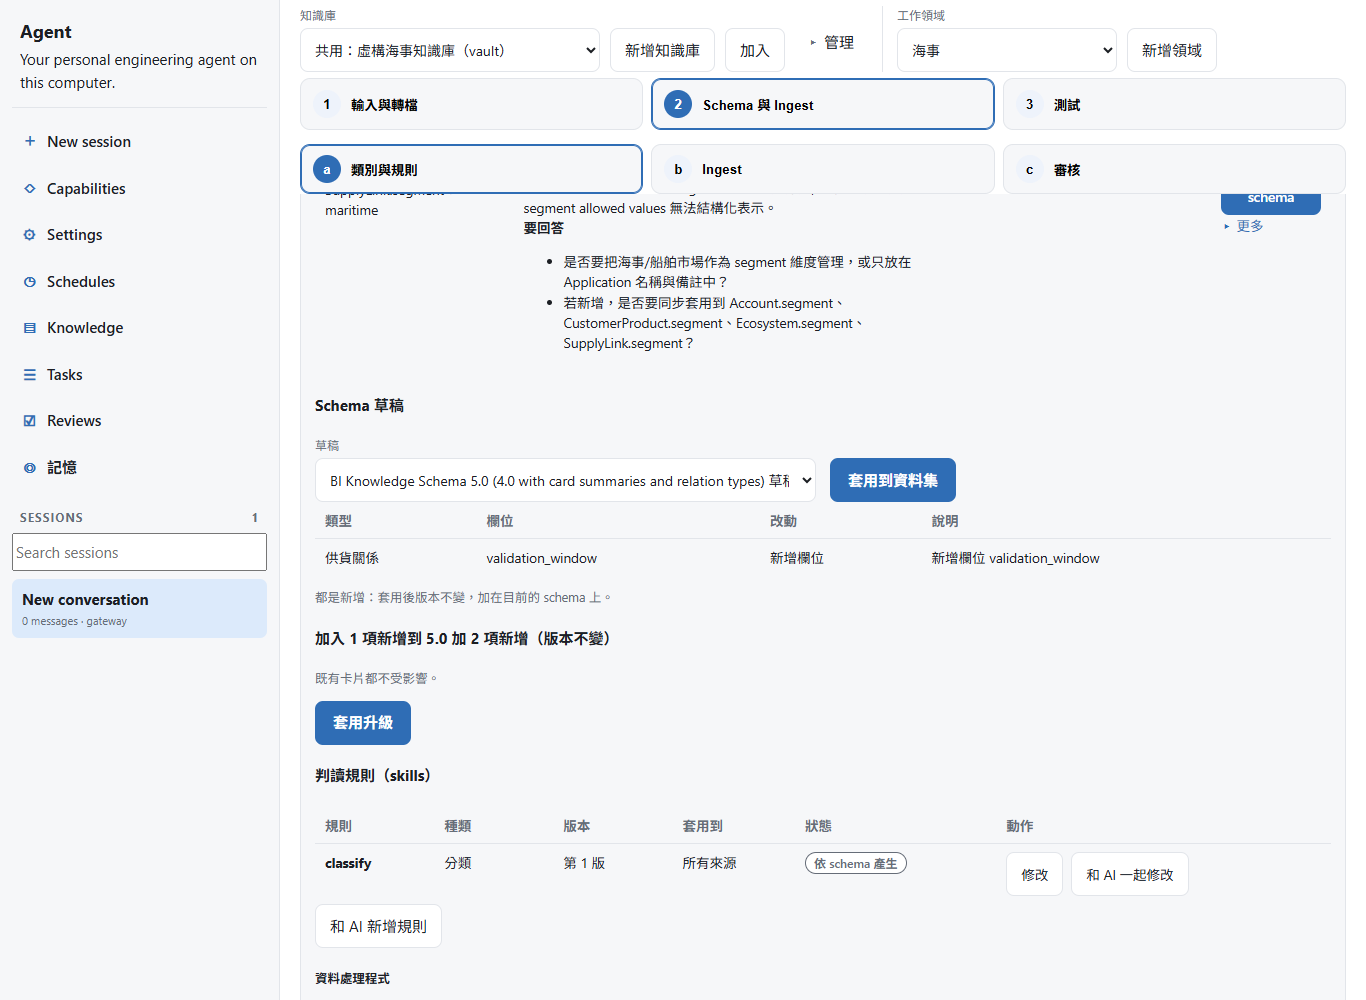 Agent
Your personal engineering agent on
this computer.
New session
Capabilities
Settings
Schedules
Knowledge
Tasks
Reviews
記憶
SESSIONS 1
Search sessions
New conversation
0 messages · gateway
知識庫
共用：虛構海事知識庫（vault）
新增知識庫
加入
管理
工作領域
海事
新增領域
1 輸入與轉檔
2 Schema 與 Ingest
3 測試
a 類別與規則
b Ingest
c 審核
maritime
segment allowed values 無法結構化表示。
schema
更多
要回答
是否要把海事/船舶市場作為 segment 維度管理，或只放在
Application 名稱與備註中？
若新增，是否要同步套用到 Account.segment、
CustomerProduct.segment、Ecosystem.segment、
SupplyLink.segment？
Schema 草稿
草稿
BI Knowledge Schema 5.0 (4.0 with card summaries and relation types) 草稿
套用到資料集
類型 欄位 改動 說明
供貨關係 validation_window 新增欄位 新增欄位 validation_window
都是新增：套用後版本不變，加在目前的 schema 上。
加入 1 項新增到 5.0 加 2 項新增（版本不變）
既有卡片都不受影響。
套用升級
判讀規則（skills）
規則 種類 版本 套用到 狀態 動作
classify 分類 第 1 版 所有來源 依 schema 產生 修改 和 AI 一起修改
和 AI 新增規則
資料處理程式